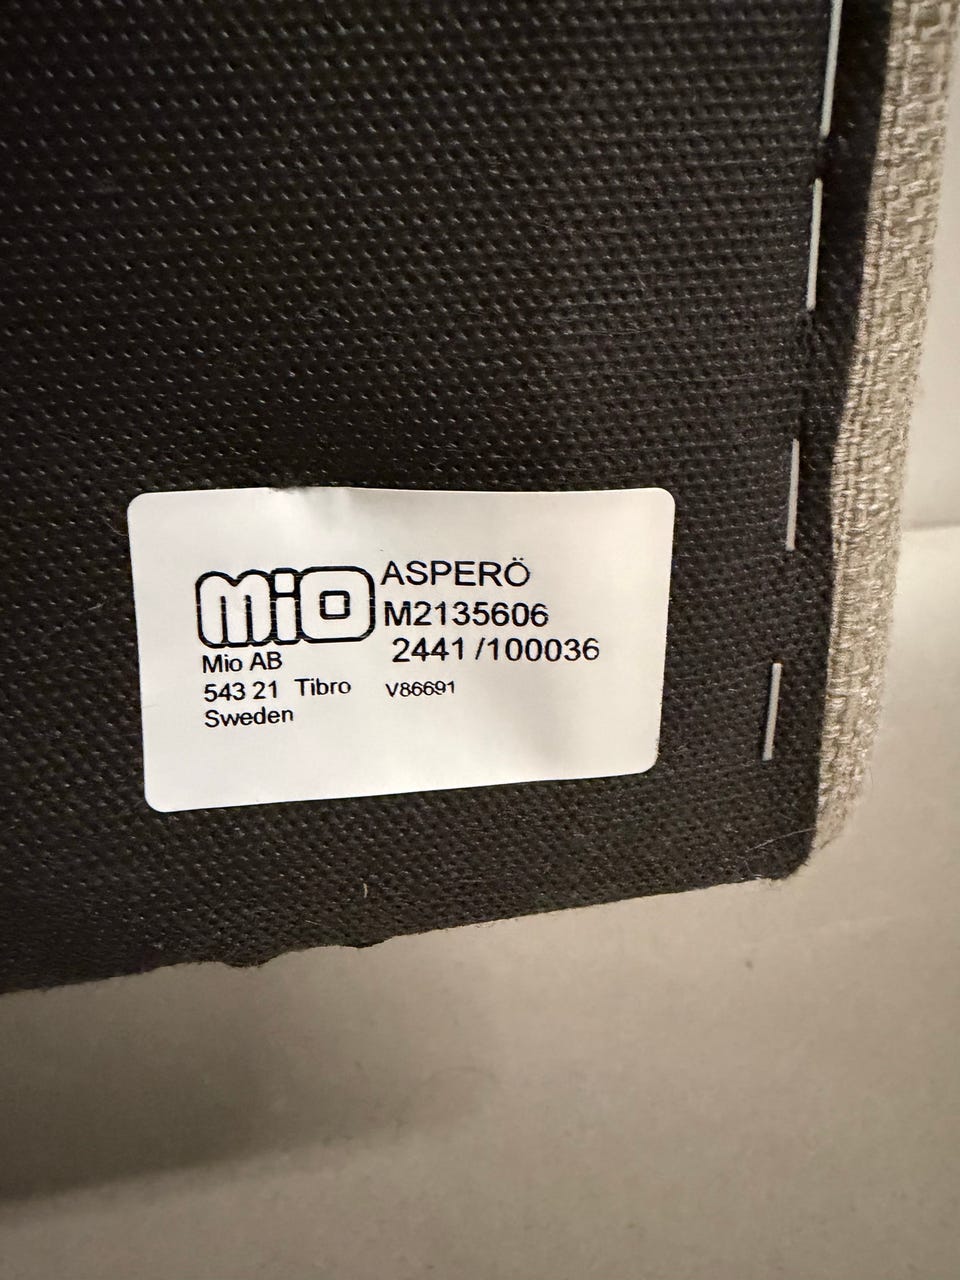 mio
ASPERÖ
M2135606
2441 /100036
V86691
Mio AB
543 21 Tibro
Sweden